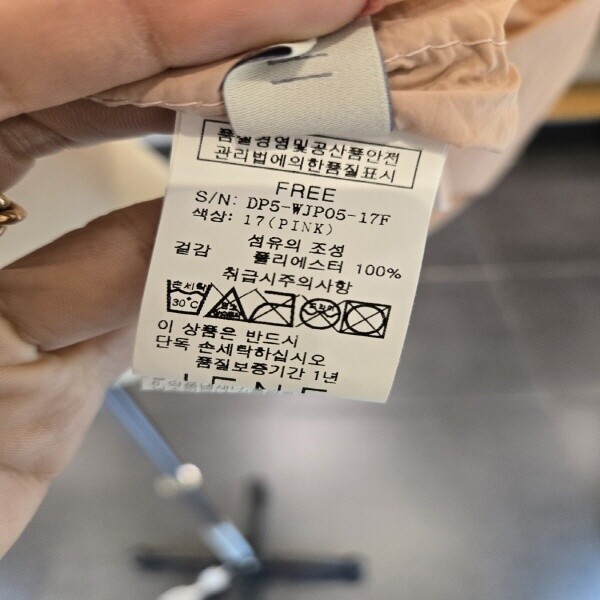 품질경영및공산품안전
관리법에의한품질표시
FREE
S/N: DP5-WJP05-17F
색상: 17(PINK)
섬유의 조성
겉감 폴리에스터 100%
취급시주의사항
손세탁
30°C
이 상품은 반드시
단독 손세탁하십시오
품질보증기간 1년